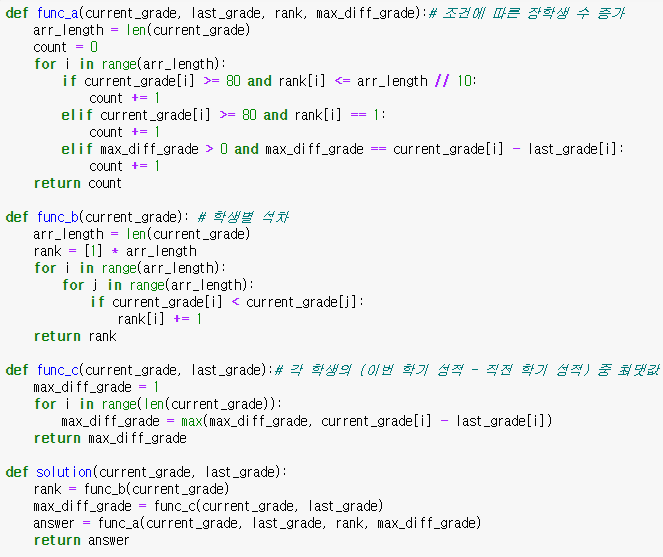 def func_a(current_grade, last_grade, rank, max_diff_grade):# 조건에 따른 장학생 수 증가
    arr_length = len(current_grade)
    count = 0
    for i in range(arr_length):
        if current_grade[i] >= 80 and rank[i] <= arr_length // 10:
            count += 1
        elif current_grade[i] >= 80 and rank[i] == 1:
            count += 1
        elif max_diff_grade > 0 and max_diff_grade == current_grade[i] - last_grade[i]:
            count += 1
    return count

def func_b(current_grade): # 학생별 석차
    arr_length = len(current_grade)
    rank = [1] * arr_length
    for i in range(arr_length):
        for j in range(arr_length):
            if current_grade[i] < current_grade[j]:
                rank[i] += 1
    return rank

def func_c(current_grade, last_grade):# 각 학생의 (이번 학기 성적 - 직전 학기 성적) 중 최댓값
    max_diff_grade = 1
    for i in range(len(current_grade)):
        max_diff_grade = max(max_diff_grade, current_grade[i] - last_grade[i])
    return max_diff_grade

def solution(current_grade, last_grade):
    rank = func_b(current_grade)
    max_diff_grade = func_c(current_grade, last_grade)
    answer = func_a(current_grade, last_grade, rank, max_diff_grade)
    return answer